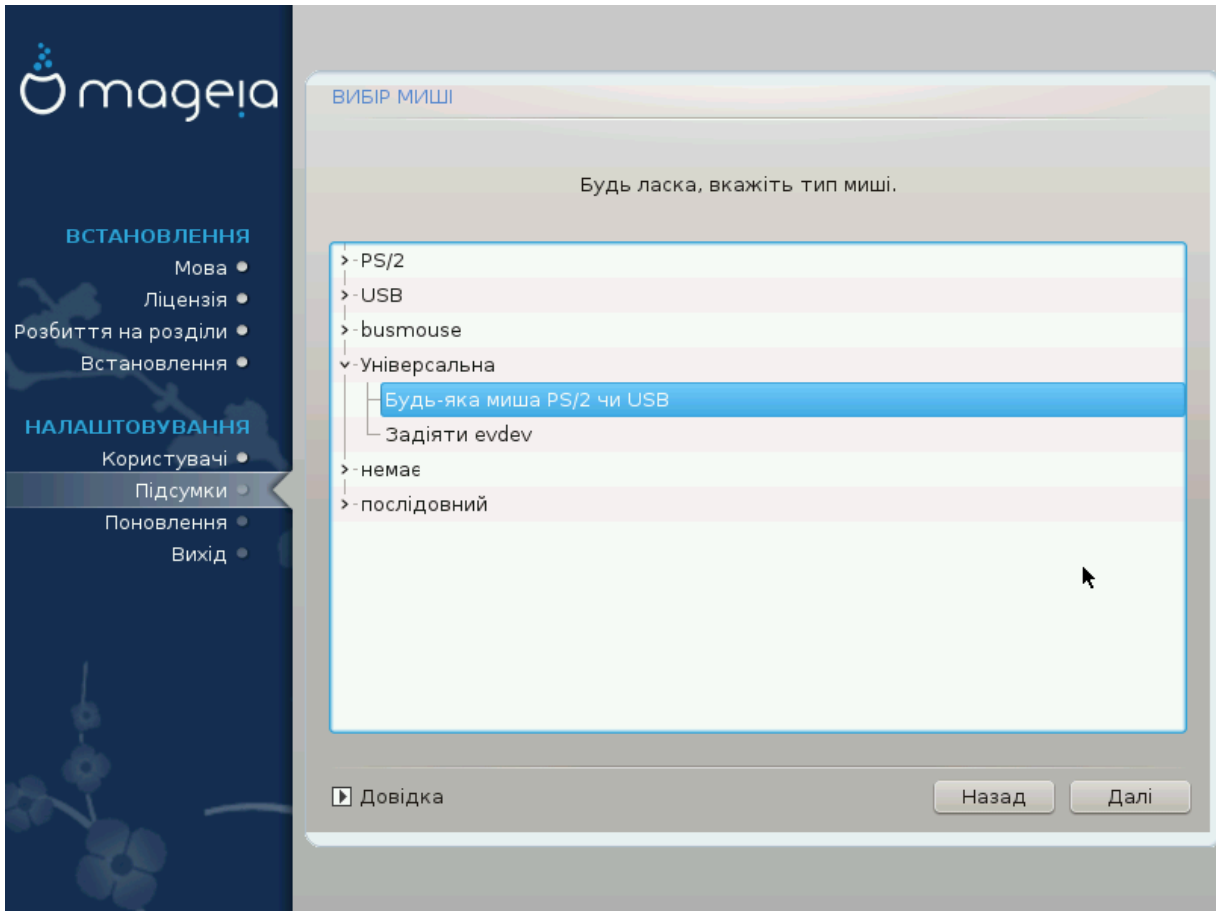 mageia
ВСТАНОВЛЕННЯ
Мова
Ліцензія
Розбиття на розділи
Встановлення
НАЛАШТОВУВАННЯ
Користувачі
Підсумки
Поновлення
Вихід
ВИБІР МИШІ
Будь ласка, вкажіть тип миші.
PS/2
USB
busmouse
Універсальна
Будь-яка миша PS/2 чи USB
Задіяти evdev
немає
послідовний
Довідка
Назад
Далі